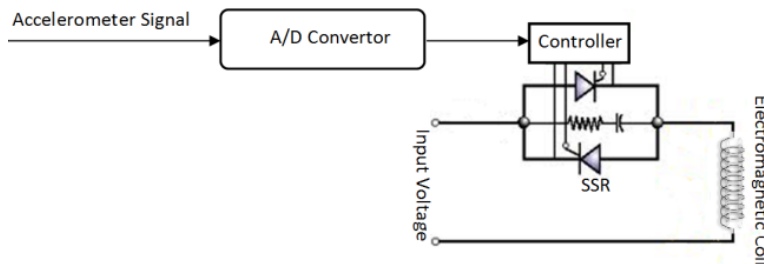 Accelerometer Signal
A/D Convertor
Controller
Input Voltage
SSR
Electromagnetic Coil